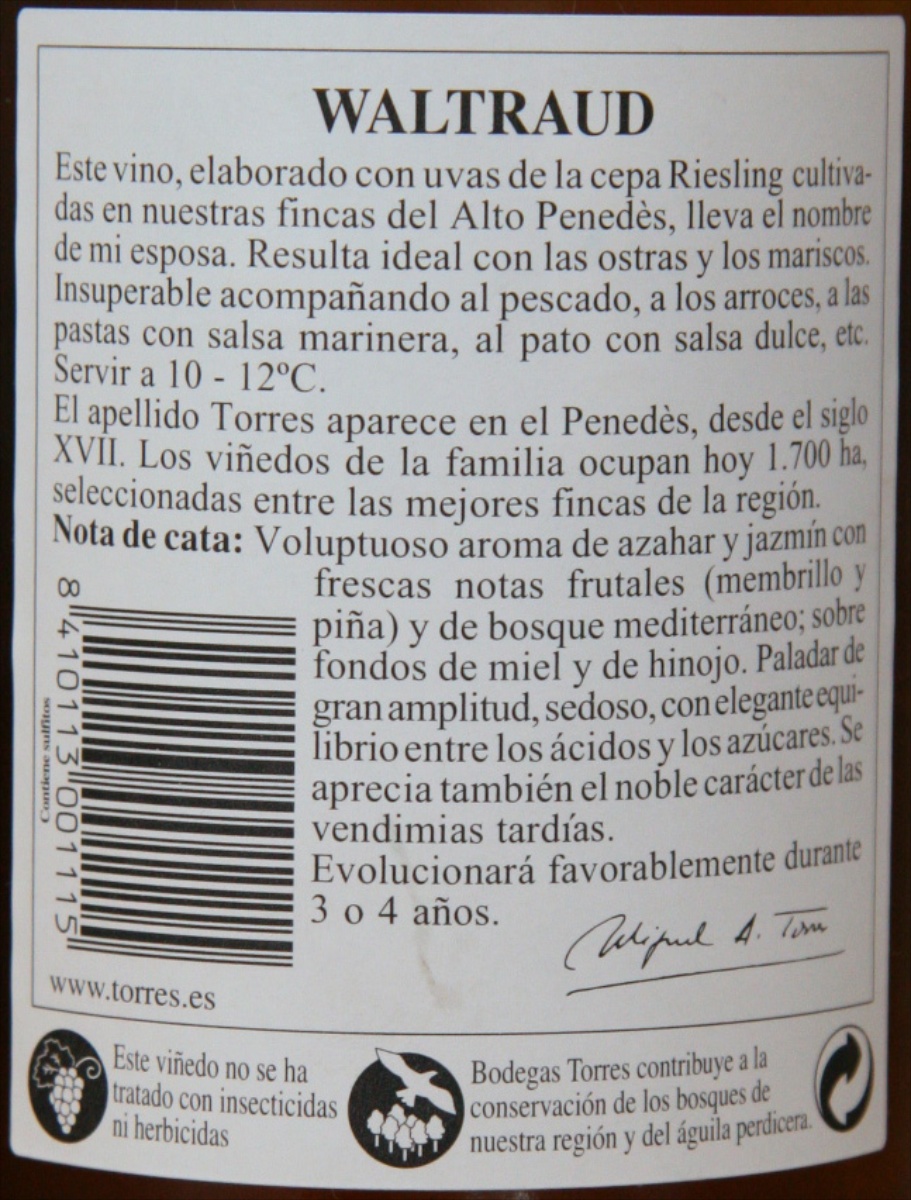 WALTRAUD
Este vino, elaborado con uvas de la cepa Riesling cultiva-
das en nuestras fincas del Alto Penedès, lleva el nombre
de mi esposa. Resulta ideal con las ostras y los mariscos.
Insuperable acompañando al pescado, a los arroces, a las
pastas con salsa marinera, al pato con salsa dulce, etc.
Servir a 10 - 12ºC.
El apellido Torres aparece en el Penedès, desde el siglo
XVII. Los viñedos de la familia ocupan hoy 1.700 ha,
seleccionadas entre las mejores fincas de la región.
Nota de cata: Voluptuoso aroma de azahar y jazmín con
frescas notas frutales (membrillo y
piña) y de bosque mediterráneo; sobre
fondos de miel y de hinojo. Paladar de
gran amplitud, sedoso, con elegante equi-
librio entre los ácidos y los azúcares. Se
aprecia también el noble carácter de las
vendimias tardías.
Evolucionará favorablemente durante
3 o 4 años.
Miguel A. Torres
8 410113 001115
Contiene sulfitos
www.torres.es
Este viñedo no se ha
tratado con insecticidas
ni herbicidas
Bodegas Torres contribuye a la
conservación de los bosques de
nuestra región y del águila perdicera.